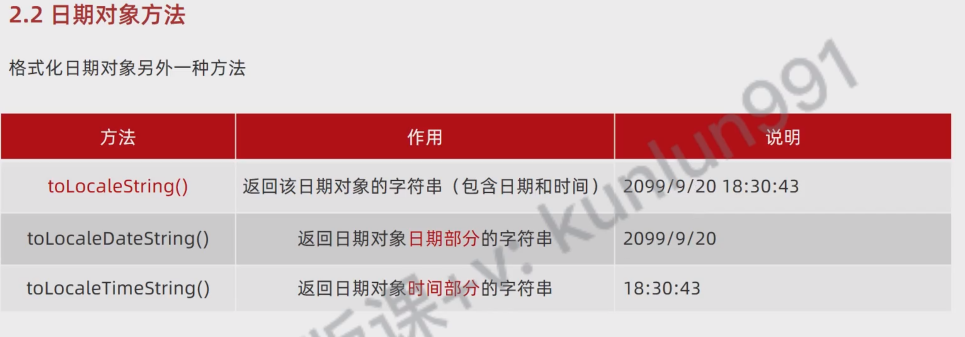 2.2 日期对象方法
格式化日期对象另外一种方法
方法 作用 说明
toLocaleString() 返回该日期对象的字符串（包含日期和时间） 2099/9/20 18:30:43
toLocaleDateString() 返回日期对象日期部分的字符串 2099/9/20
toLocaleTimeString() 返回日期对象时间部分的字符串 18:30:43
课+v: kunlun991